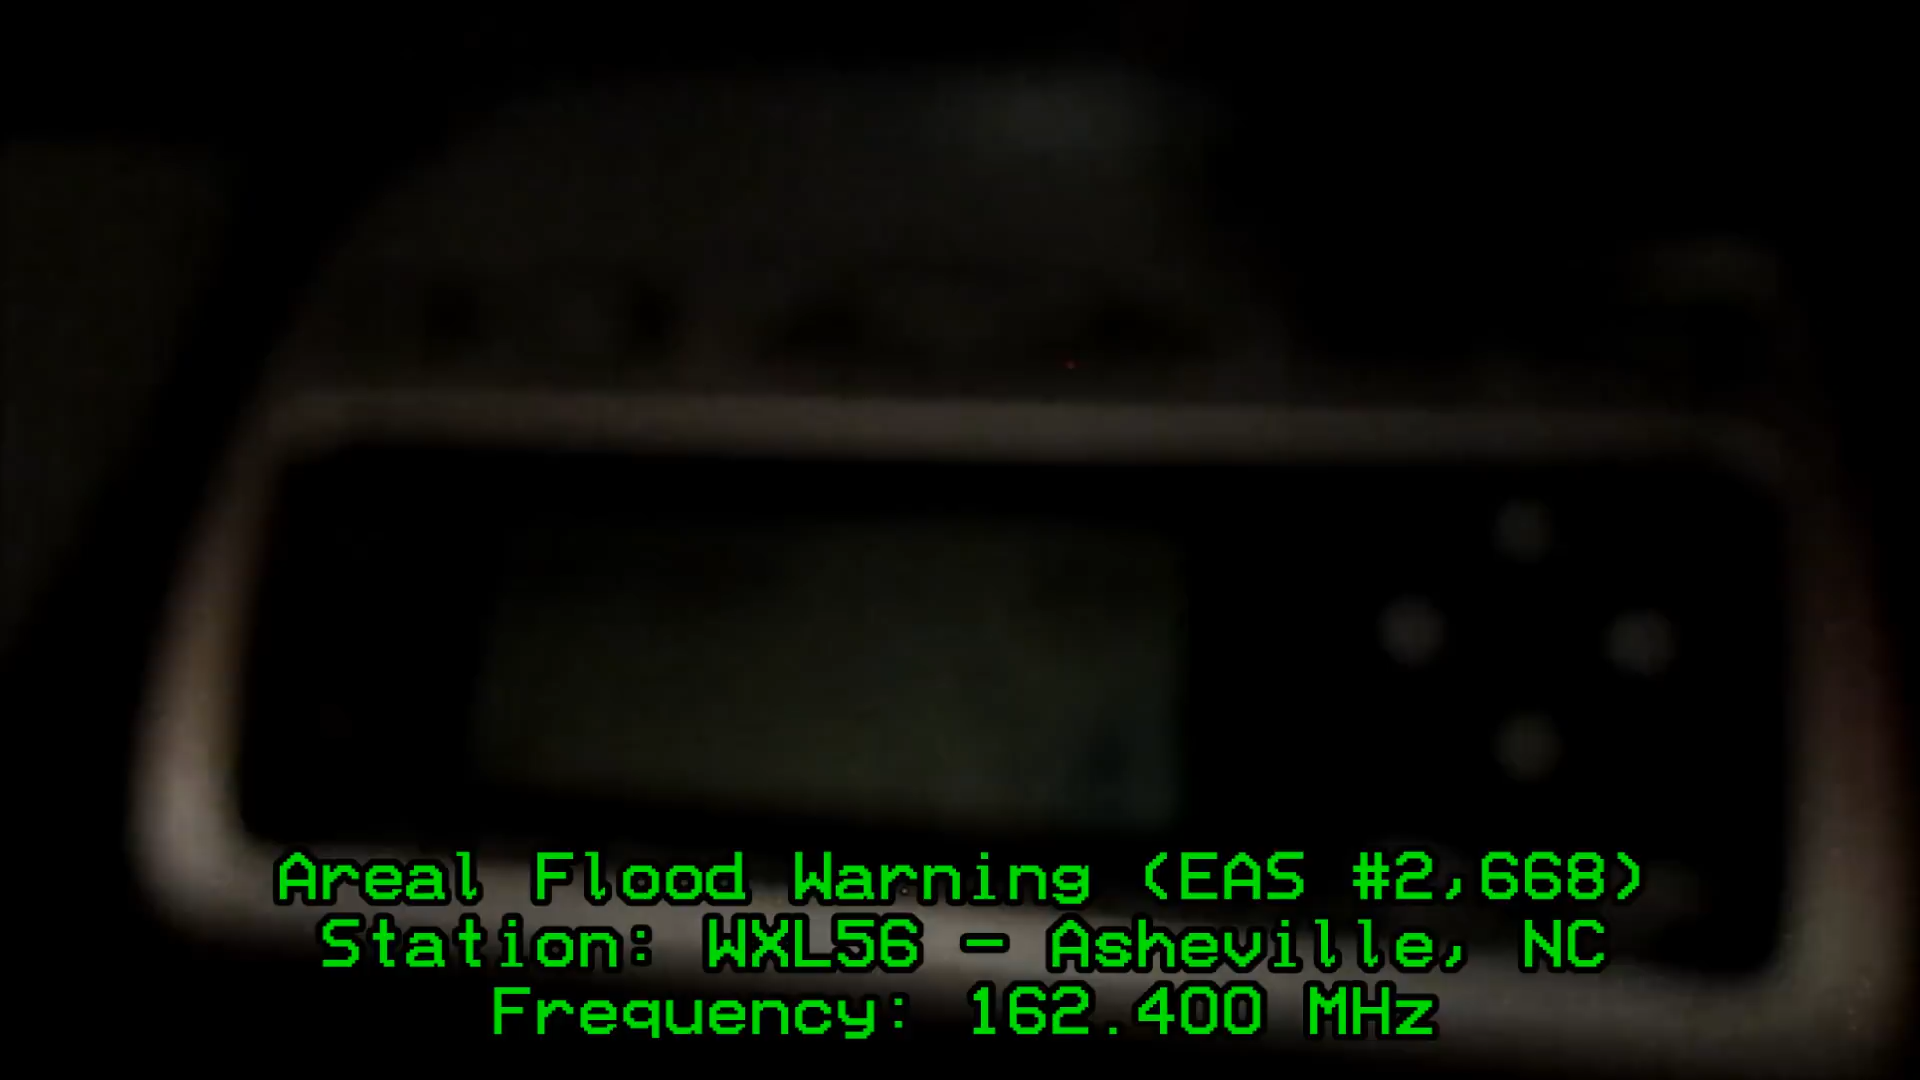 Areal Flood Warning (EAS #2,668)
Station: WXL56 - Asheville, NC
Frequency: 162.400 MHz